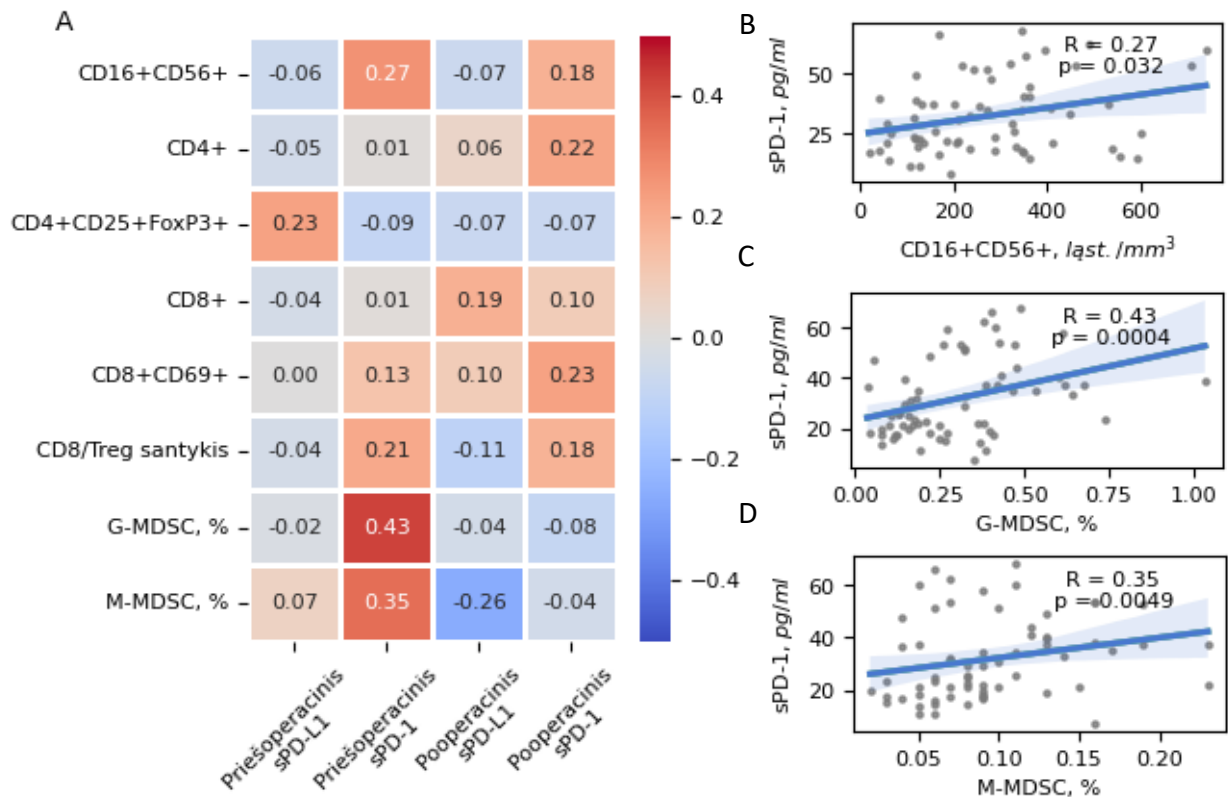 A
CD16+CD56+ -0.06 0.27 -0.07 0.18
CD4+ -0.05 0.01 0.06 0.22
CD4+CD25+FoxP3+ 0.23 -0.09 -0.07 -0.07
CD8+ -0.04 0.01 0.19 0.10
CD8+CD69+ 0.00 0.13 0.10 0.23
CD8/Treg santykis -0.04 0.21 -0.11 0.18
G-MDSC, % -0.02 0.43 -0.04 -0.08
M-MDSC, % 0.07 0.35 -0.26 -0.04
Priešoperacinis
sPD-L1
Priešoperacinis
sPD-1
Pooperacinis
sPD-L1
Pooperacinis
sPD-1
0.4
0.2
0.0
−0.2
−0.4
B
R = 0.27
p = 0.032
sPD-1, pg/ml
50
25
0 200 400 600
CD16+CD56+, ląst./mm³
C
R = 0.43
p = 0.0004
sPD-1, pg/ml
60
40
20
0.00 0.25 0.50 0.75 1.00
G-MDSC, %
D
R = 0.35
p = 0.0049
sPD-1, pg/ml
60
40
20
0.05 0.10 0.15 0.20
M-MDSC, %